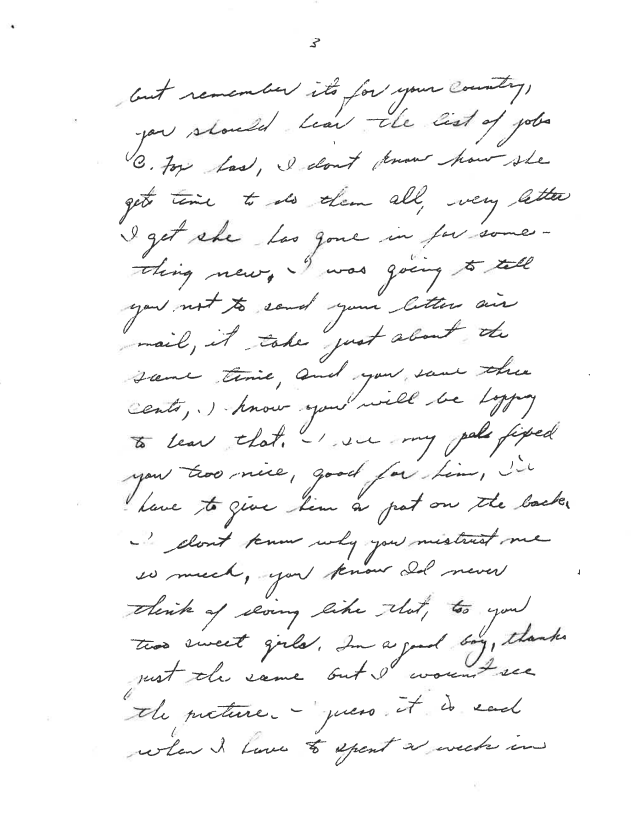 3
but remember its for your Country,
you should hear the list of jobs
C. Fox has, I dont know how she
gets time to do them all, every letter
I get she has gone in for some-
thing new, I was going to tell
you not to send your letter air
mail, it takes just about the
same time, and you save three
cents, I know you will be happy
to hear that. - I see my pals fixed
you two nice, good for him, I'll
have to give him a pat on the back,
- I dont know why you mistrust me
so much, you know Id never
think of doing like that, to you
two sweet girls. Im a good boy, thanks
just the same but I wount see
the picture. - guess it is sad
when I have to spent a week in